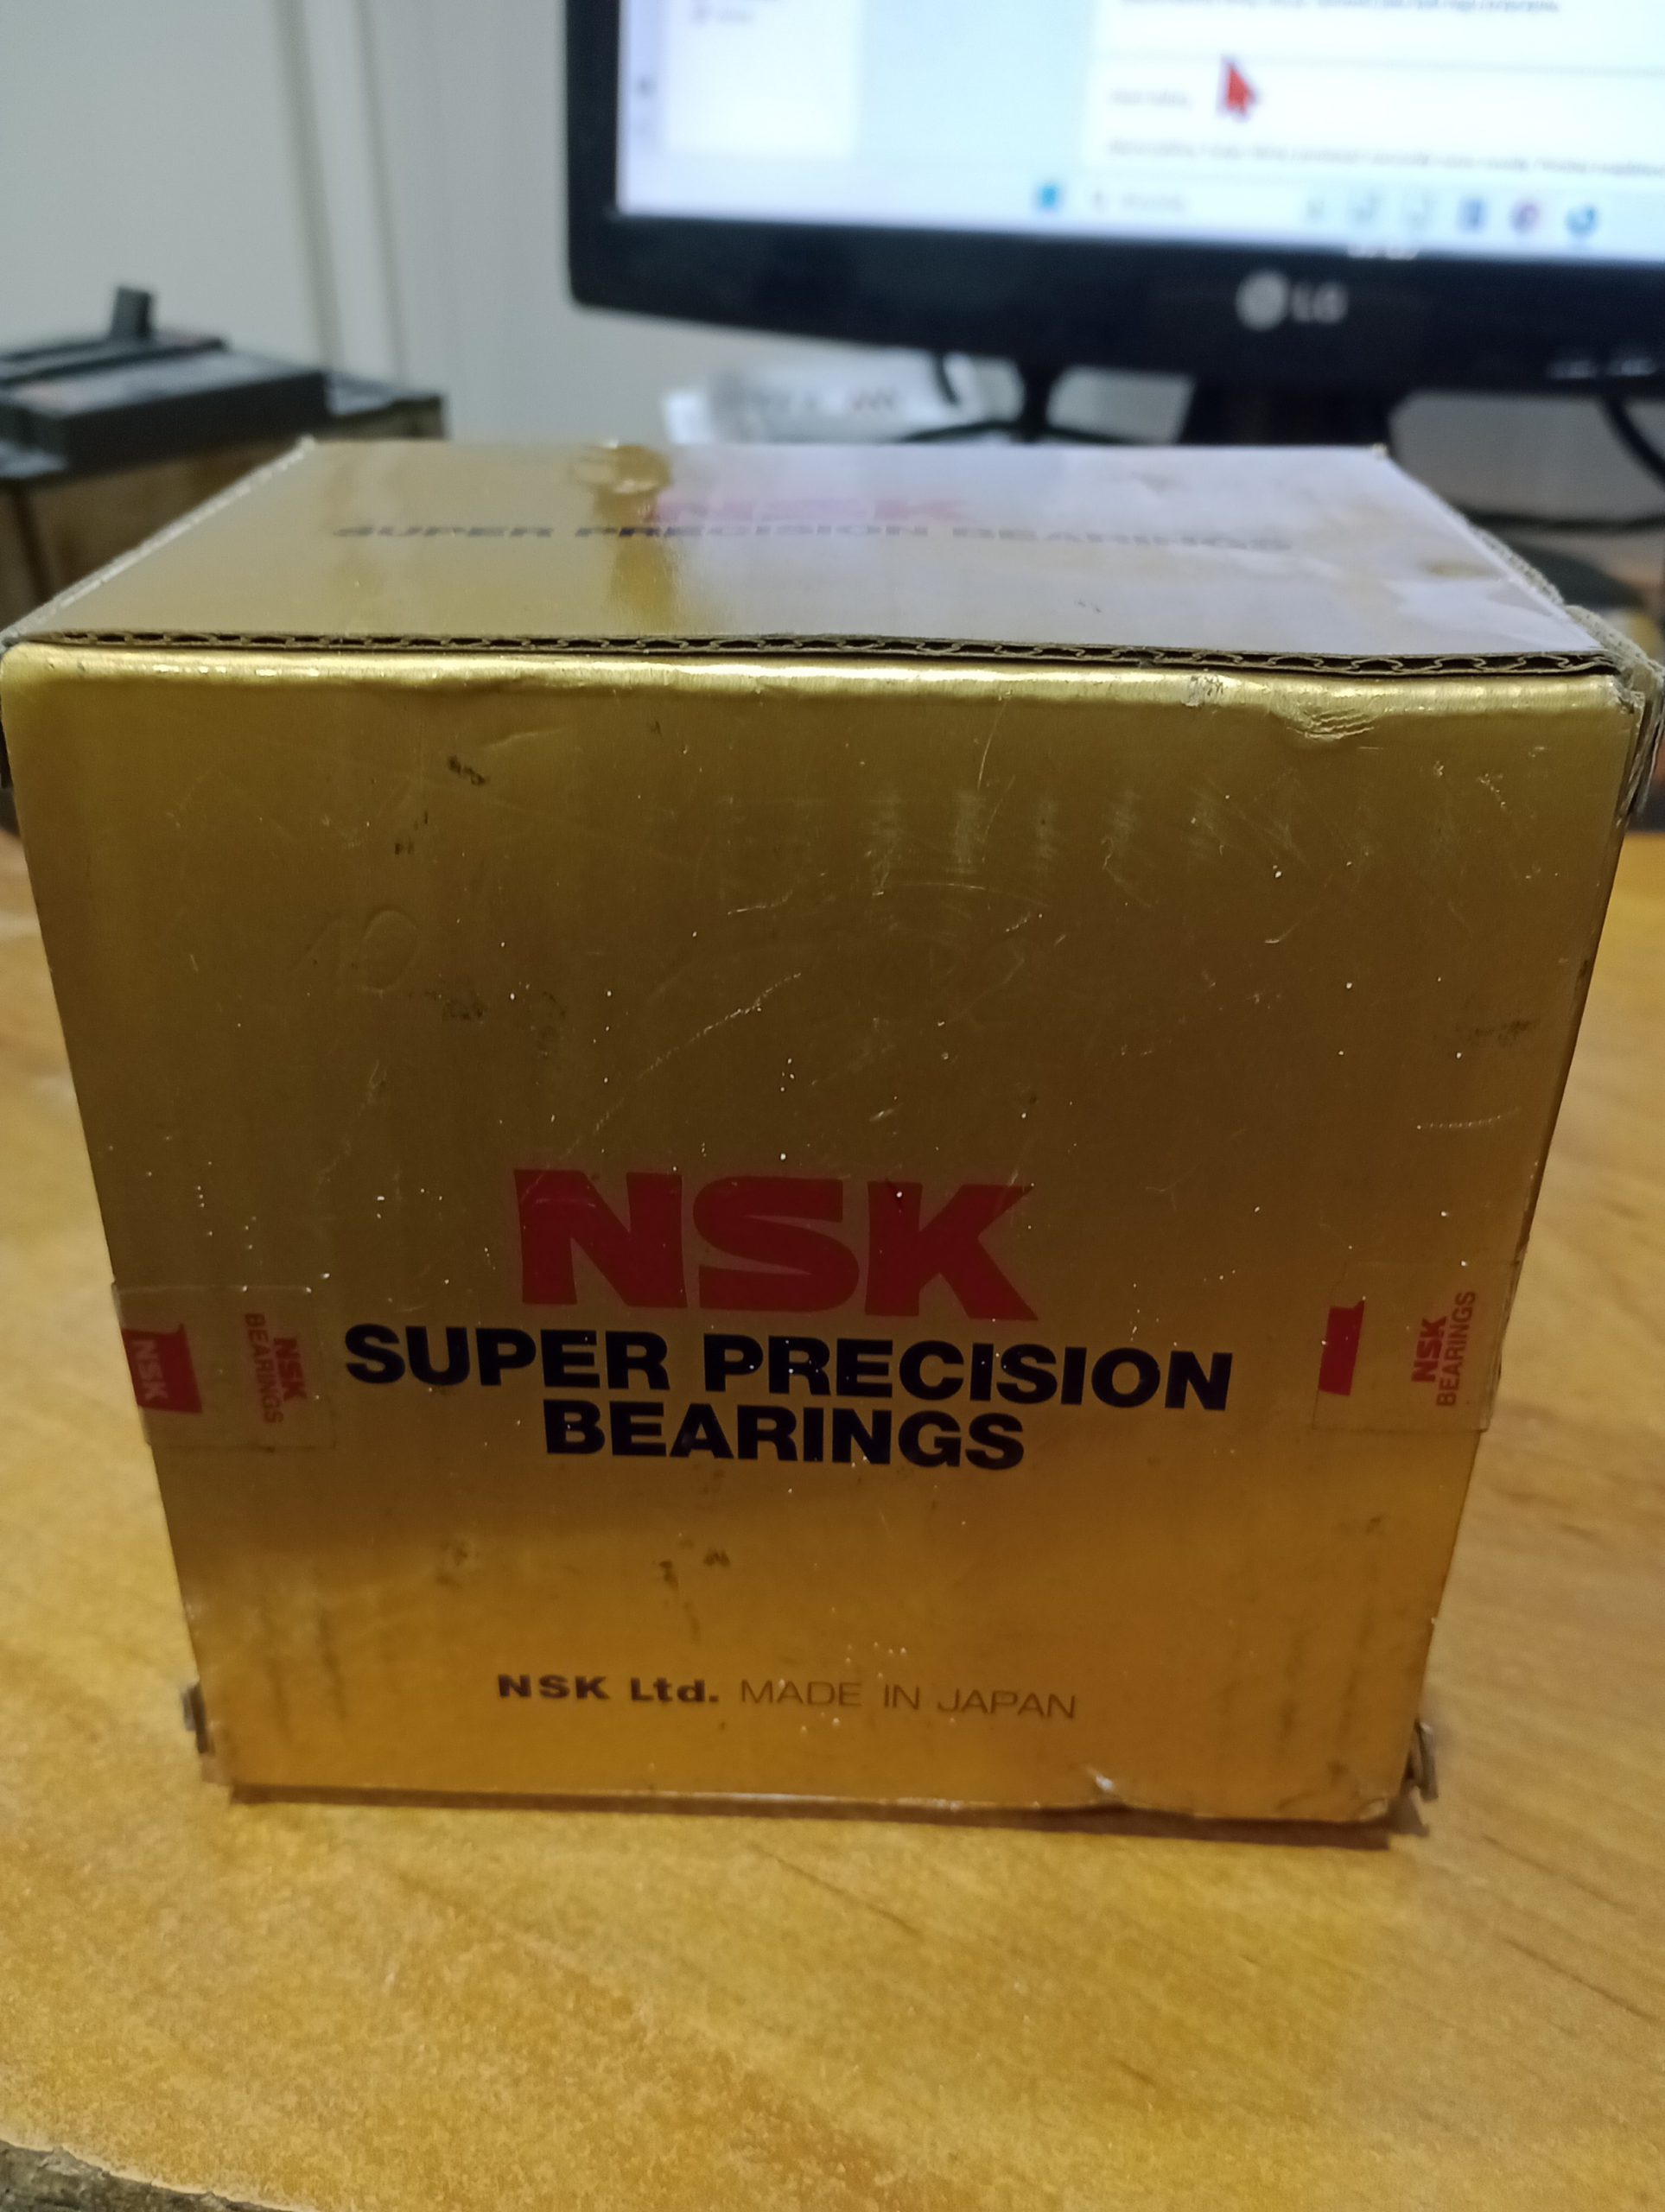 LG
NSK
SUPER PRECISION BEARINGS
NSK
SUPER PRECISION
BEARINGS
NSK
NSK
BEARINGS
NSK
BEARINGS
NSK Ltd. MADE IN JAPAN